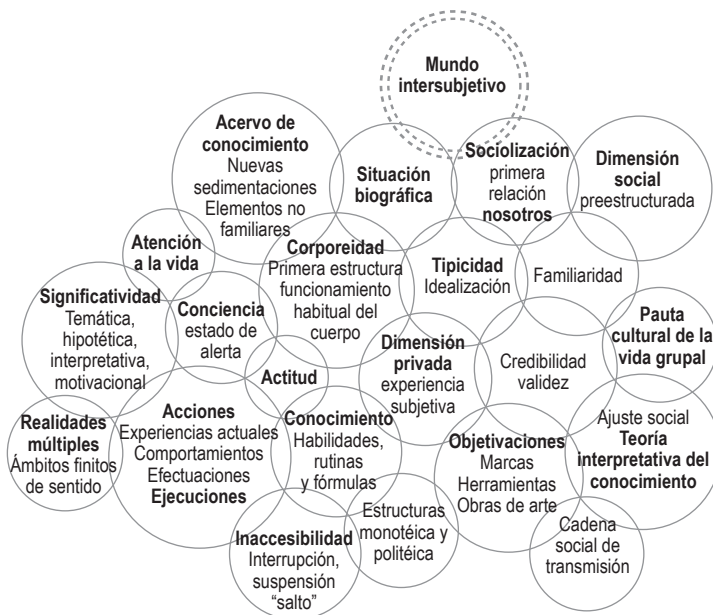 Mundo
intersubjetivo
Acervo de
conocimiento
Nuevas
sedimentaciones
Elementos no
familiares
Situación
biográfica
Sociolización
primera
relación
nosotros
Dimensión
social
preestructurada
Atención
a la vida
Corporeidad
Primera estructura
funcionamiento
habitual del
cuerpo
Tipicidad
Idealización
Familiaridad
Significatividad
Temática,
hipotética,
interpretativa,
motivacional
Conciencia
estado de
alerta
Dimensión
privada
experiencia
subjetiva
Credibilidad
validez
Pauta
cultural de la
vida grupal
Actitud
Realidades
múltiples
Ámbitos finitos
de sentido
Acciones
Experiencias actuales
Comportamientos
Efectuaciones
Ejecuciones
Conocimiento
Habilidades,
rutinas
y fórmulas
Objetivaciones
Marcas
Herramientas
Obras de arte
Ajuste social
Teoría
interpretativa del
conocimiento
Inaccesibilidad
Interrupción,
suspensión
“salto”
Estructuras
monotéica y
politéica
Cadena
social de
transmisión